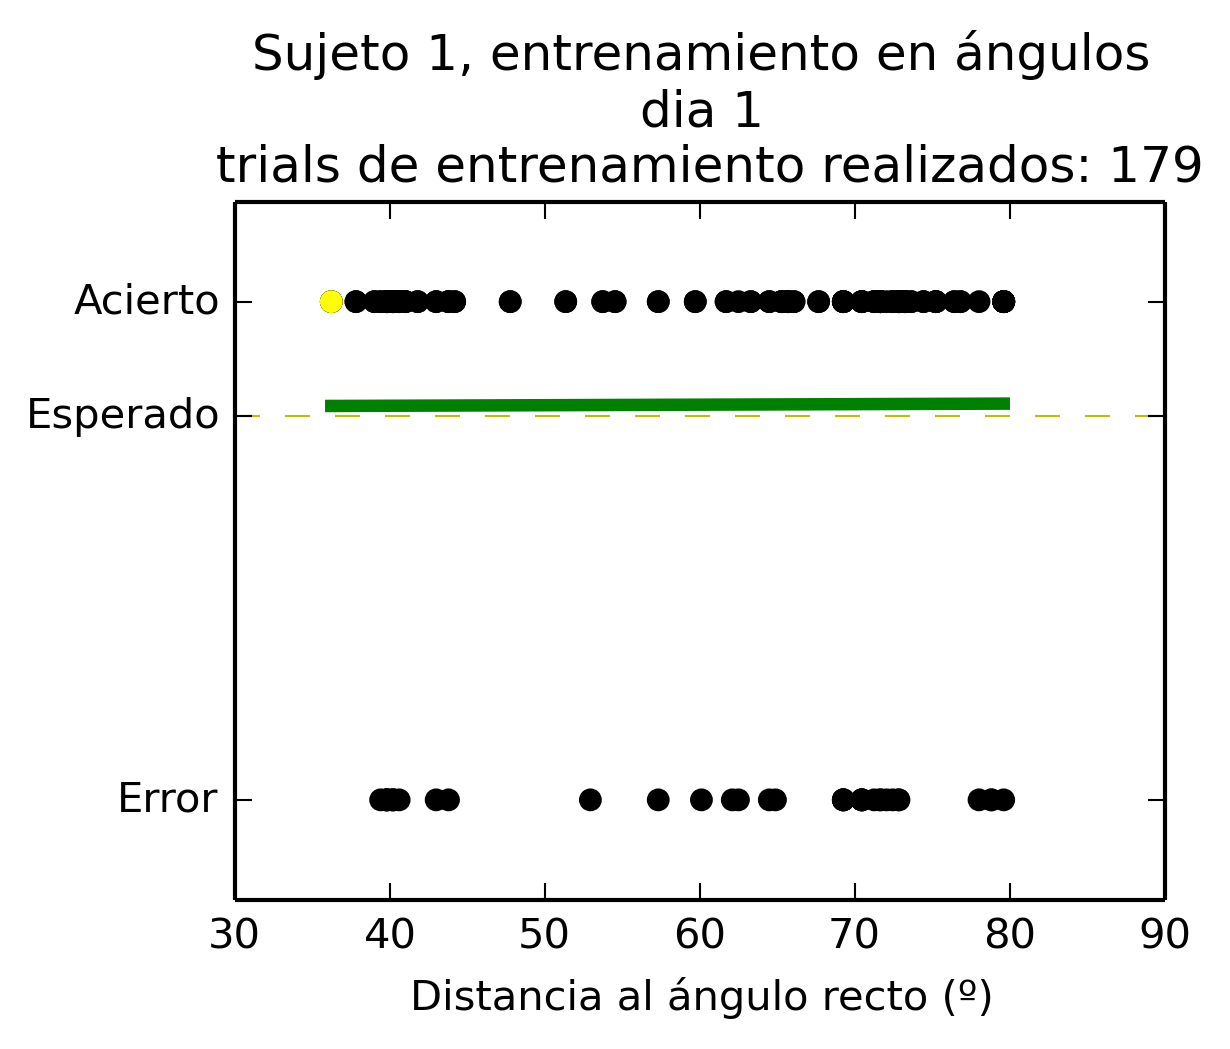 Sujeto 1, entrenamiento en ángulos
dia 1
trials de entrenamiento realizados: 179
Acierto
Esperado
Error
30 40 50 60 70 80 90
Distancia al ángulo recto (º)